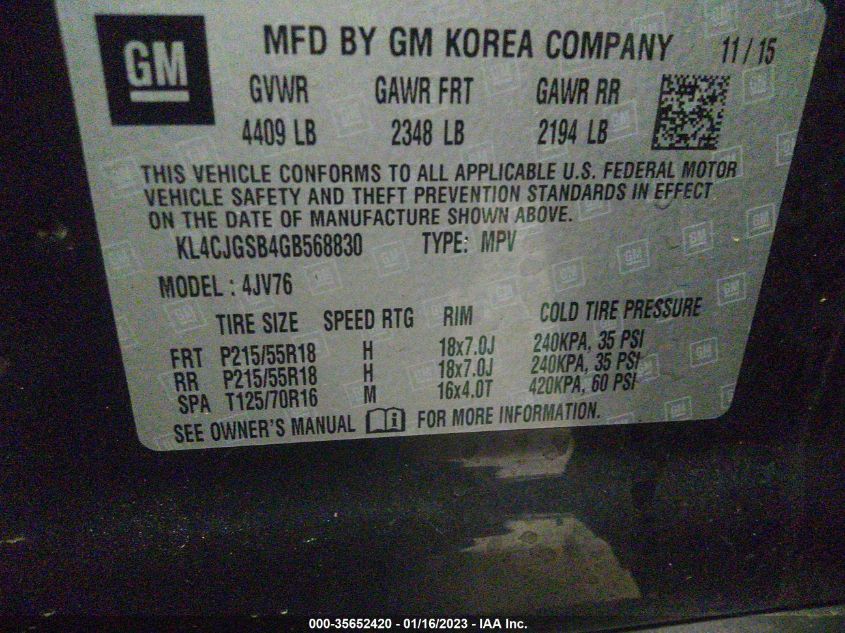 GM MFD BY GM KOREA COMPANY 11 / 15
GVWR GAWR FRT GAWR RR
4409 LB 2348 LB 2194 LB
THIS VEHICLE CONFORMS TO ALL APPLICABLE U.S. FEDERAL MOTOR
VEHICLE SAFETY AND THEFT PREVENTION STANDARDS IN EFFECT
ON THE DATE OF MANUFACTURE SHOWN ABOVE.
KL4CJGSB4GB568830 TYPE: MPV
MODEL : 4JV76
TIRE SIZE SPEED RTG RIM COLD TIRE PRESSURE
FRT P215/55R18 H 18x7.0J 240KPA, 35 PSI
RR P215/55R18 H 18x7.0J 240KPA, 35 PSI
SPA T125/70R16 M 16x4.0T 420KPA, 60 PSI
SEE OWNER'S MANUAL FOR MORE INFORMATION.
000-35652420 - 01/16/2023 - IAA Inc.